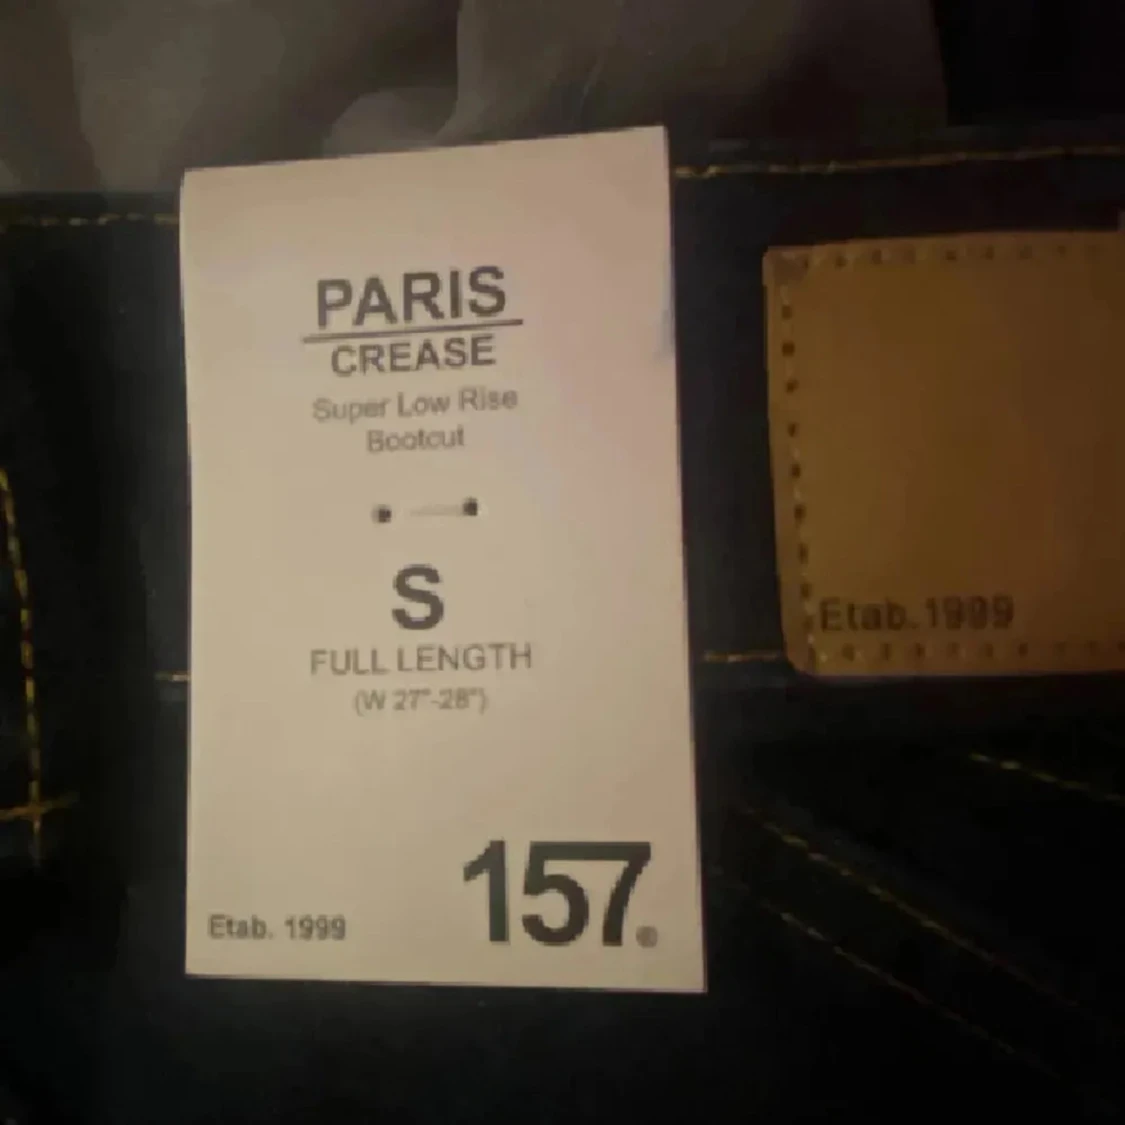 PARIS
CREASE
Super Low Rise
Bootcut
S
FULL LENGTH
(W 27"-28")
Etab. 1999
157®
Etab.1999